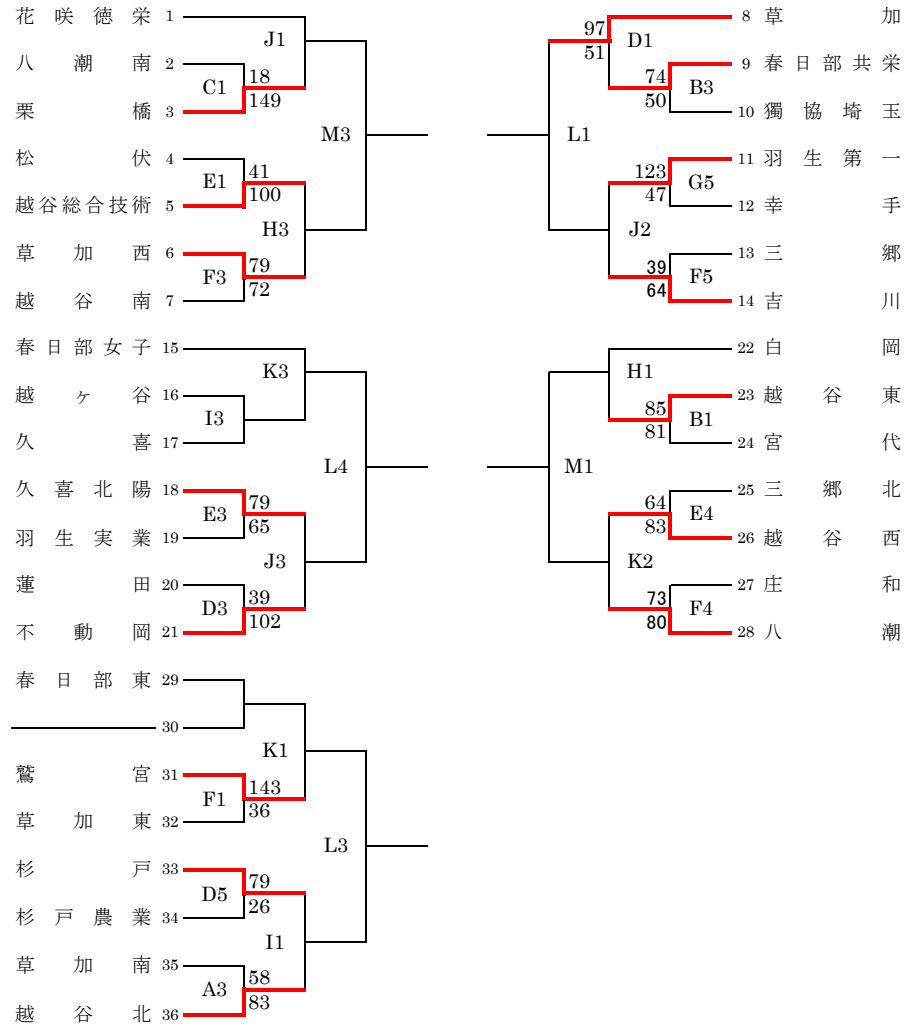 花咲徳栄 1
J1
八潮南 2
C1
18
149
栗橋 3
M3
松伏 4
E1
41
100
越谷総合技術 5
H3
草加西 6
F3
79
72
越谷南 7
97
51
D1
8 草加
74
50
B3
9 春日部共栄
10 獨協埼玉
L1
123
47
G5
11 羽生第一
12 幸手
J2
39
64
F5
13 三郷
14 吉川
春日部女子 15
K3
越ヶ谷 16
I3
久喜 17
L4
久喜北陽 18
E3
79
65
羽生実業 19
J3
蓮田 20
D3
39
102
不動岡 21
22 白岡
H1
85
81
B1
23 越谷東
24 宮代
M1
64
83
E4
25 三郷北
26 越谷西
K2
73
80
F4
27 庄和
28 八潮
春日部東 29
30
K1
鷲宮 31
F1
143
36
草加東 32
L3
杉戸 33
D5
79
26
杉戸農業 34
I1
草加南 35
A3
58
83
越谷北 36